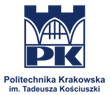 PK
Politechnika Krakowska
im. Tadeusza Kościuszki